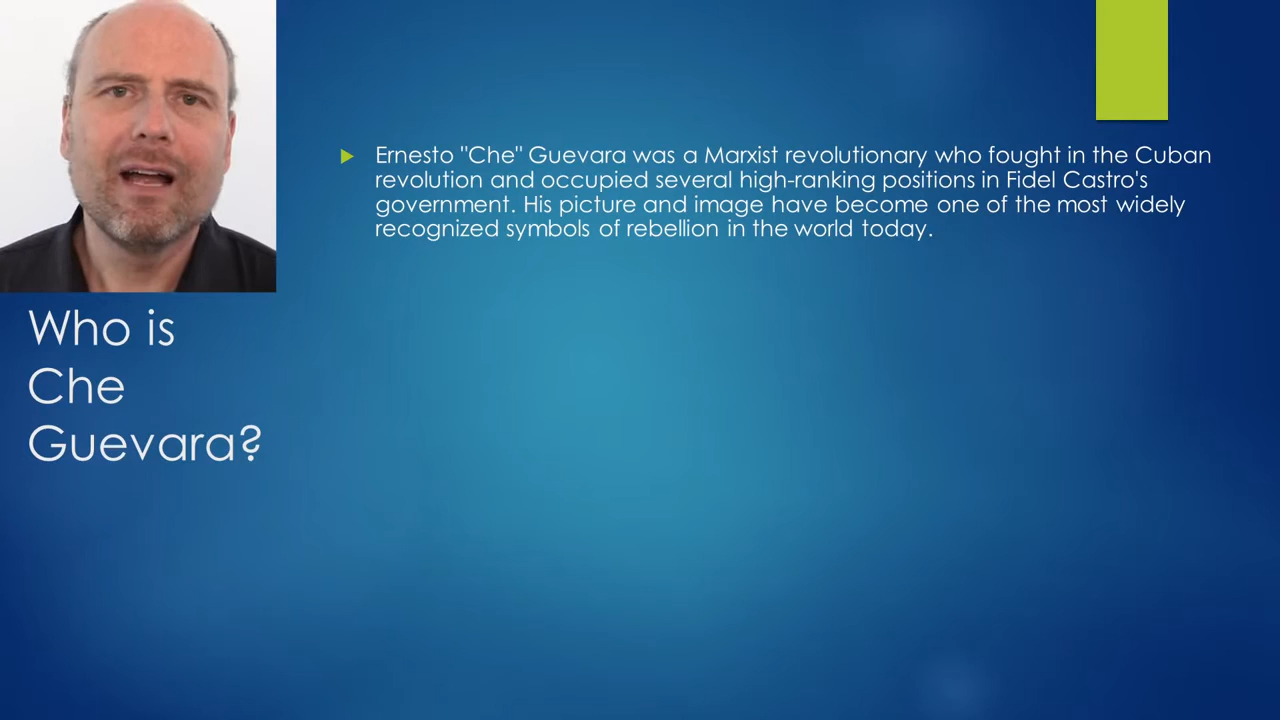 Who is
Che
Guevara?
Ernesto "Che" Guevara was a Marxist revolutionary who fought in the Cuban
revolution and occupied several high-ranking positions in Fidel Castro's
government. His picture and image have become one of the most widely
recognized symbols of rebellion in the world today.